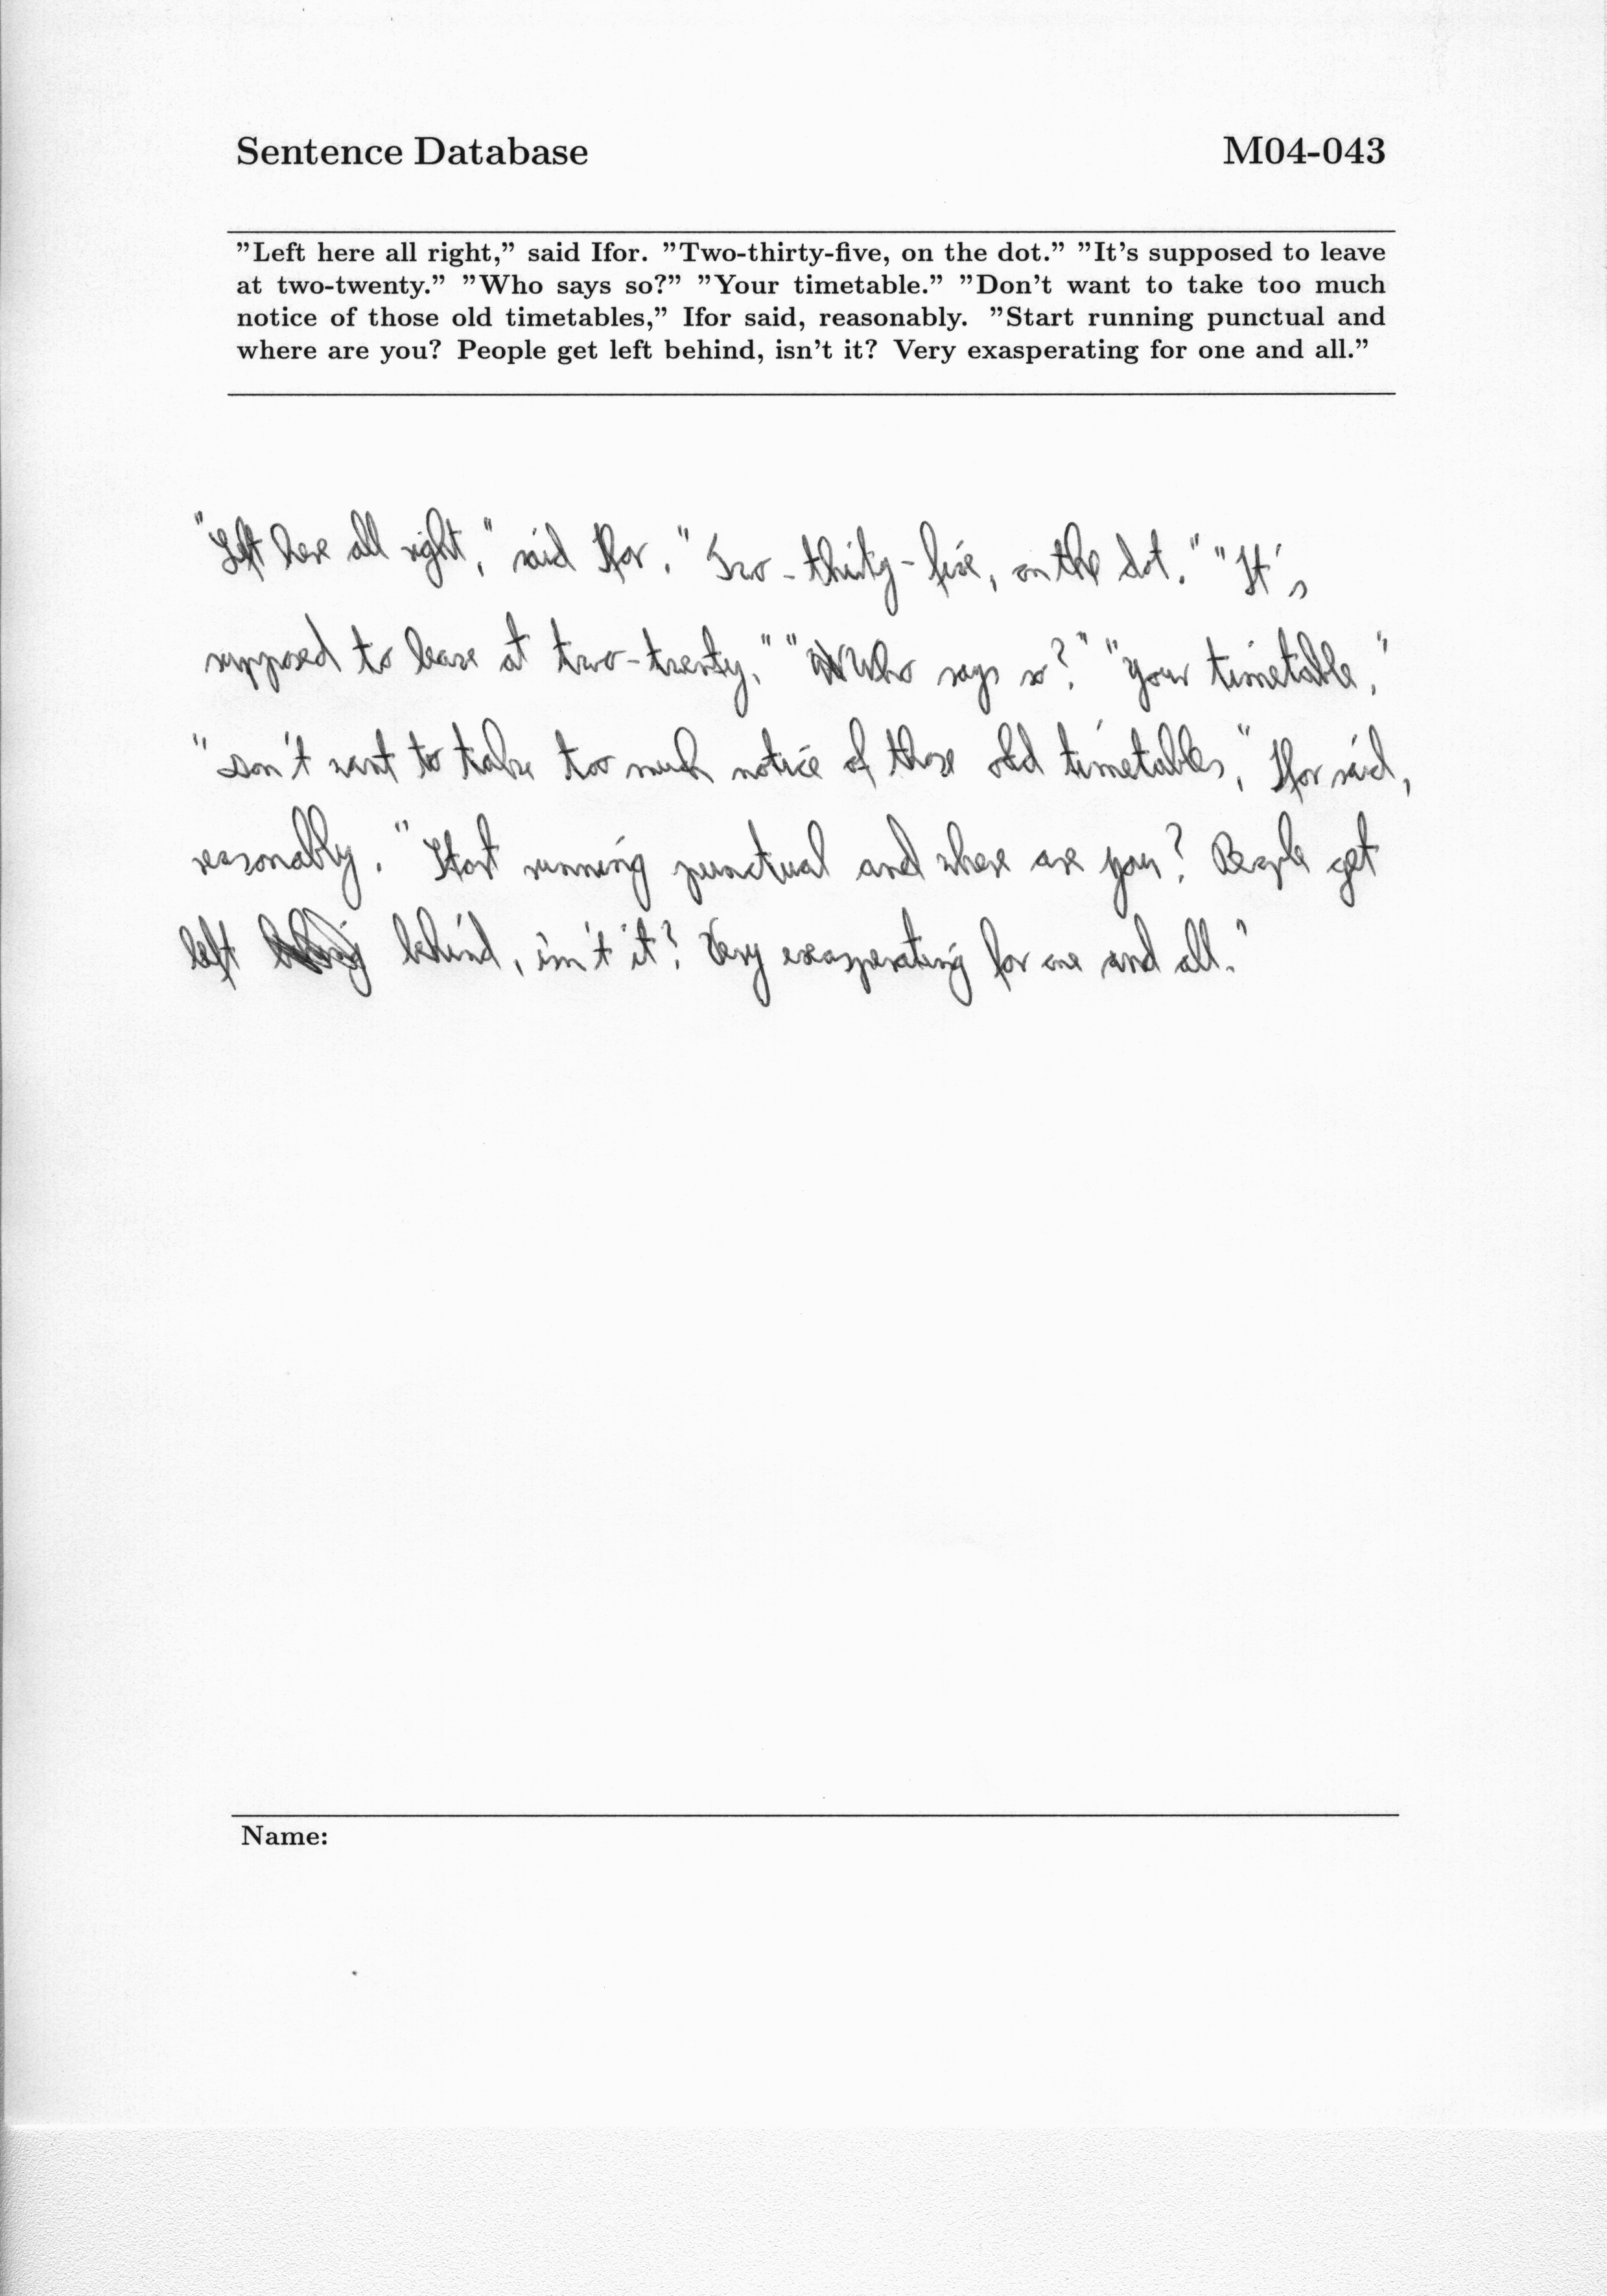 Sentence Database M04-043
"Left here all right," said Ifor. "Two-thirty-five, on the dot." "It's supposed to leave
at two-twenty." "Who says so?" "Your timetable." "Don't want to take too much
notice of those old timetables," Ifor said, reasonably. "Start running punctual and
where are you? People get left behind, isn't it? Very exasperating for one and all."
"Left here all right," said Ifor. "Two-thirty-five, on the dot." "It's
supposed to leave at two-twenty." "Who says so?" "Your timetable."
"Don't want to take too much notice of those old timetables," Ifor said,
reasonably. "Start running punctual and where are you? People get
left behind, isn't it? Very exasperating for one and all."
Name: